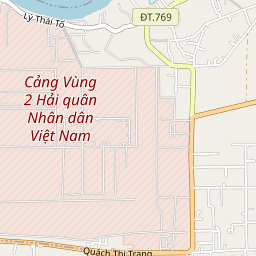 Lý Thái Tổ
ĐT.769
Cảng Vùng
2 Hải quân
Nhân dân
Việt Nam
Quách Thị Trang